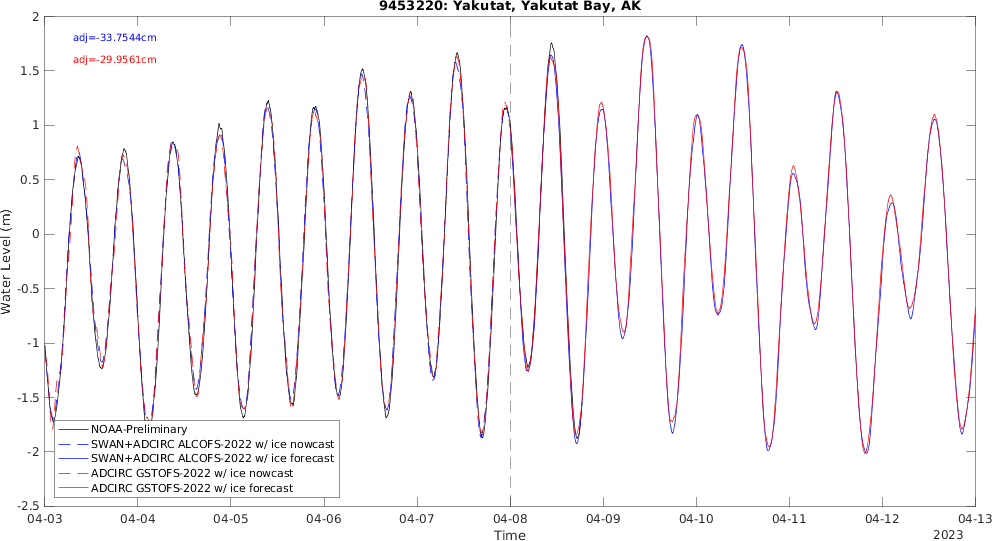 9453220: Yakutat, Yakutat Bay, AK
adj=-33.7544cm
adj=-29.9561cm
2
1.5
1
0.5
0
-0.5
-1
-1.5
-2
-2.5
Water Level (m)
NOAA-Preliminary
SWAN+ADCIRC ALCOFS-2022 w/ ice nowcast
SWAN+ADCIRC ALCOFS-2022 w/ ice forecast
ADCIRC GSTOFS-2022 w/ ice nowcast
ADCIRC GSTOFS-2022 w/ ice forecast
04-03 04-04 04-05 04-06 04-07 04-08 04-09 04-10 04-11 04-12 04-13
Time
2023